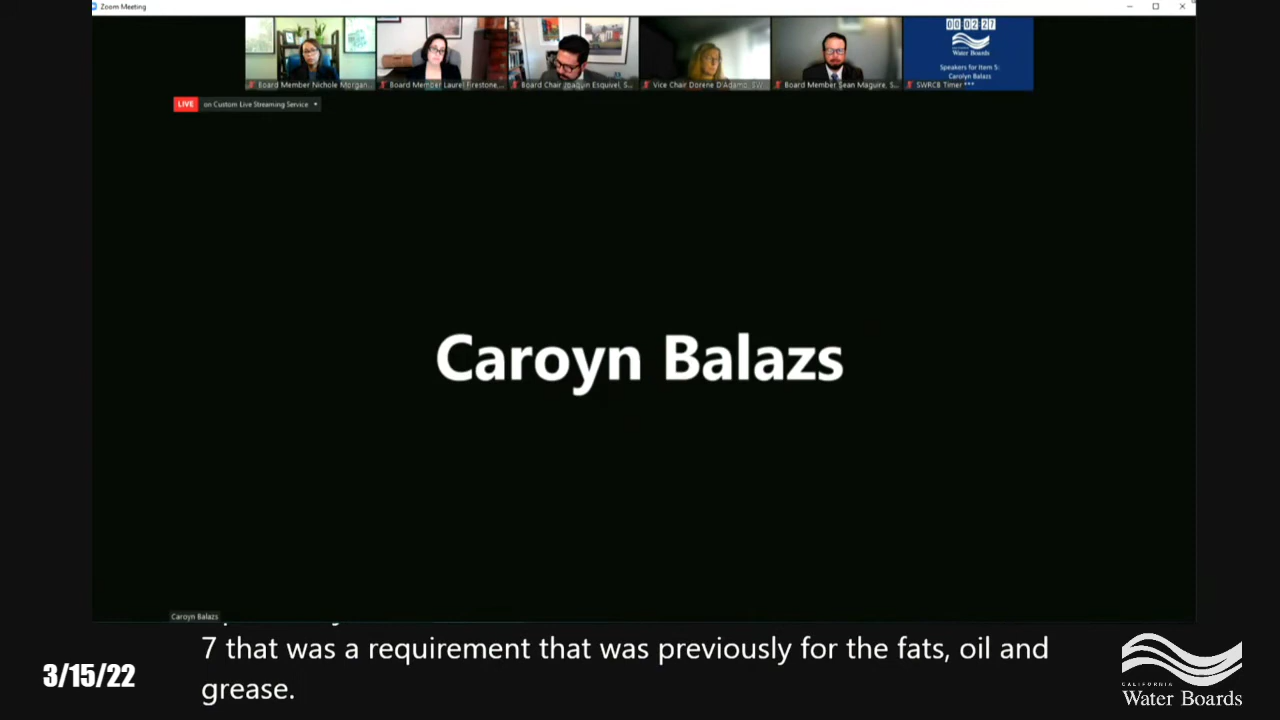 Zoom Meeting
00 02 27
Water Boards
Speakers for Item 5:
Carolyn Balazs
Board Member Nichole Morgan...
Board Member Laurel Firestone...
Board Chair Joaquin Esquivel, S...
Vice Chair Dorene D'Adamo, SW...
Board Member Sean Maguire, S...
SWRCB Timer ***
LIVE on Custom Live Streaming Service
Caroyn Balazs
Caroyn Balazs
7 that was a requirement that was previously for the fats, oil and
grease.
3/15/22
CALIFORNIA
Water Boards